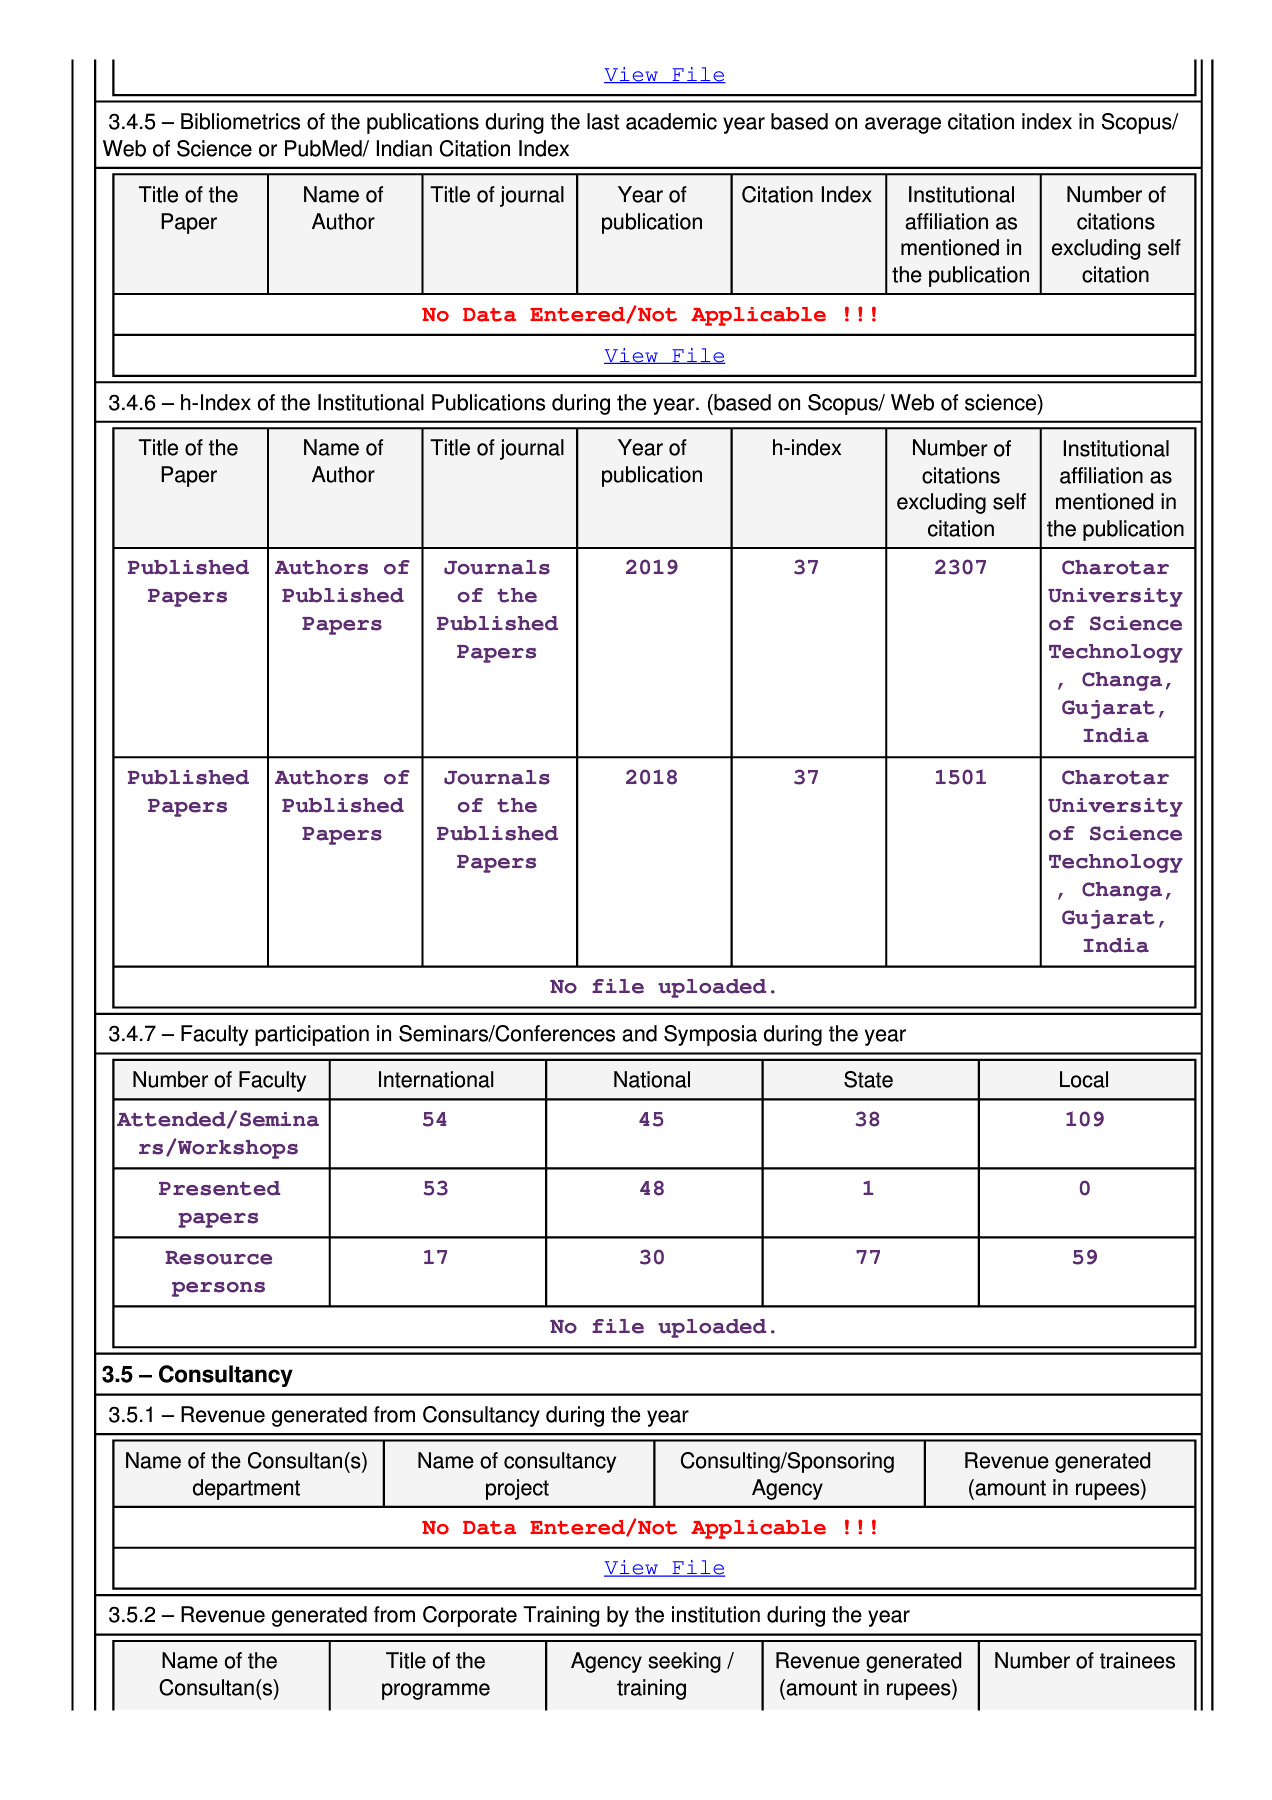 View File
3.4.5 – Bibliometrics of the publications during the last academic year based on average citation index in Scopus/
Web of Science or PubMed/ Indian Citation Index
Title of the Paper
Name of Author
Title of journal
Year of publication
Citation Index
Institutional affiliation as mentioned in the publication
Number of citations excluding self citation
No Data Entered/Not Applicable !!!
View File
3.4.6 – h-Index of the Institutional Publications during the year. (based on Scopus/ Web of science)
Title of the Paper
Name of Author
Title of journal
Year of publication
h-index
Number of citations excluding self citation
Institutional affiliation as mentioned in the publication
Published Papers
Authors of Published Papers
Journals of the Published Papers
2019
37
2307
Charotar University of Science Technology , Changa, Gujarat, India
Published Papers
Authors of Published Papers
Journals of the Published Papers
2018
37
1501
Charotar University of Science Technology , Changa, Gujarat, India
No file uploaded.
3.4.7 – Faculty participation in Seminars/Conferences and Symposia during the year
Number of Faculty
International
National
State
Local
Attended/Semina
rs/Workshops
54
45
38
109
Presented papers
53
48
1
0
Resource persons
17
30
77
59
No file uploaded.
3.5 – Consultancy
3.5.1 – Revenue generated from Consultancy during the year
Name of the Consultan(s) department
Name of consultancy project
Consulting/Sponsoring Agency
Revenue generated (amount in rupees)
No Data Entered/Not Applicable !!!
View File
3.5.2 – Revenue generated from Corporate Training by the institution during the year
Name of the Consultan(s)
Title of the programme
Agency seeking / training
Revenue generated (amount in rupees)
Number of trainees